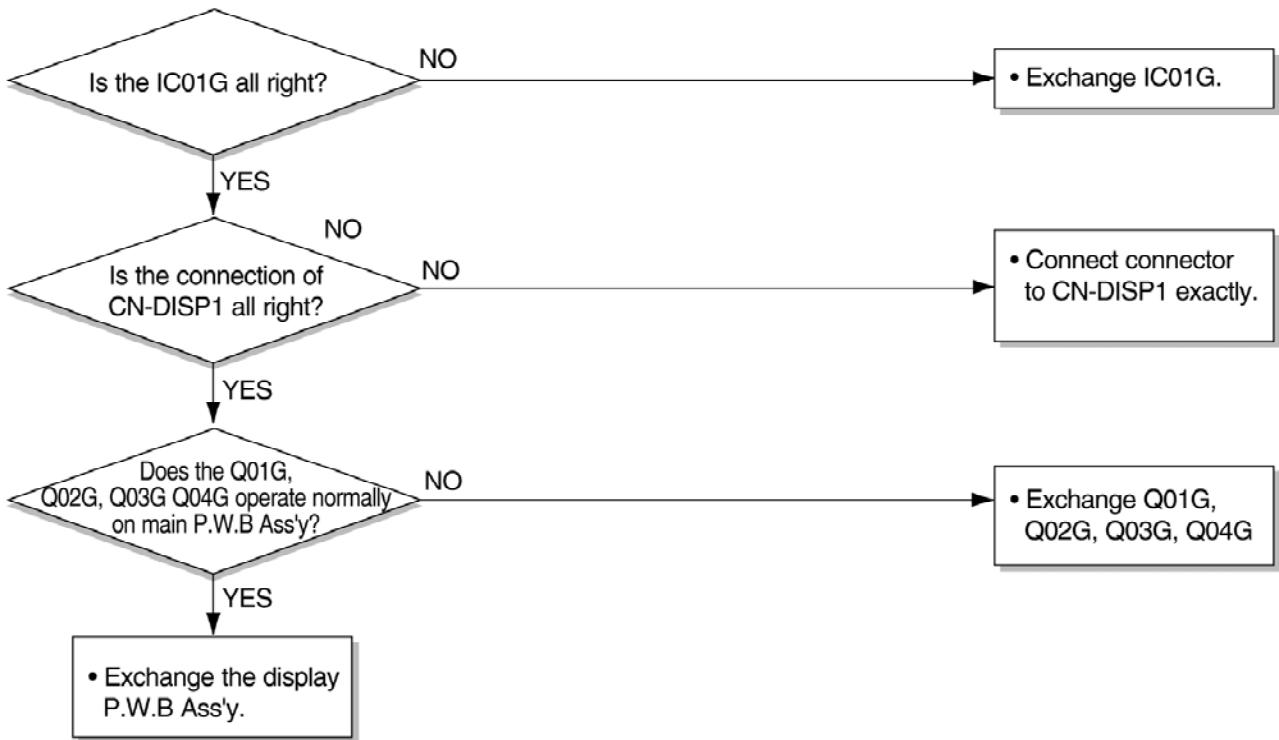 Is the IC01G all right?
NO
• Exchange IC01G.
YES
NO
Is the connection of
CN-DISP1 all right?
NO
• Connect connector
to CN-DISP1 exactly.
YES
Does the Q01G,
Q02G, Q03G Q04G operate normally
on main P.W.B Ass'y?
NO
• Exchange Q01G,
Q02G, Q03G, Q04G
YES
• Exchange the display
P.W.B Ass'y.